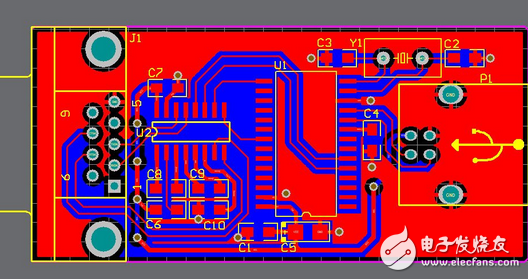 J1
C3
Y1
C2
U1
P1
C7
GND
9
5
U2
C4
6
1
C8
C9
C6
C10
C1
C5
GND
电子发烧友
www.elecfans.com